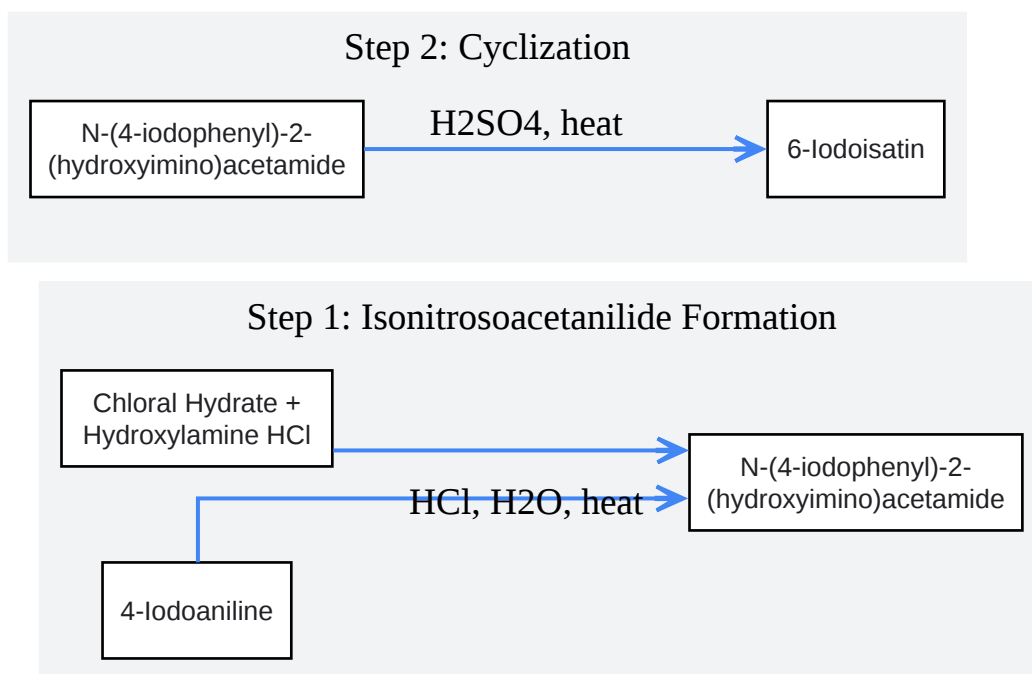 Step 2: Cyclization
N-(4-iodophenyl)-2-
(hydroxyimino)acetamide
H2SO4, heat
6-Iodoisatin
Step 1: Isonitrosoacetanilide Formation
Chloral Hydrate +
Hydroxylamine HCl
N-(4-iodophenyl)-2-
(hydroxyimino)acetamide
HCl, H2O, heat
4-Iodoaniline